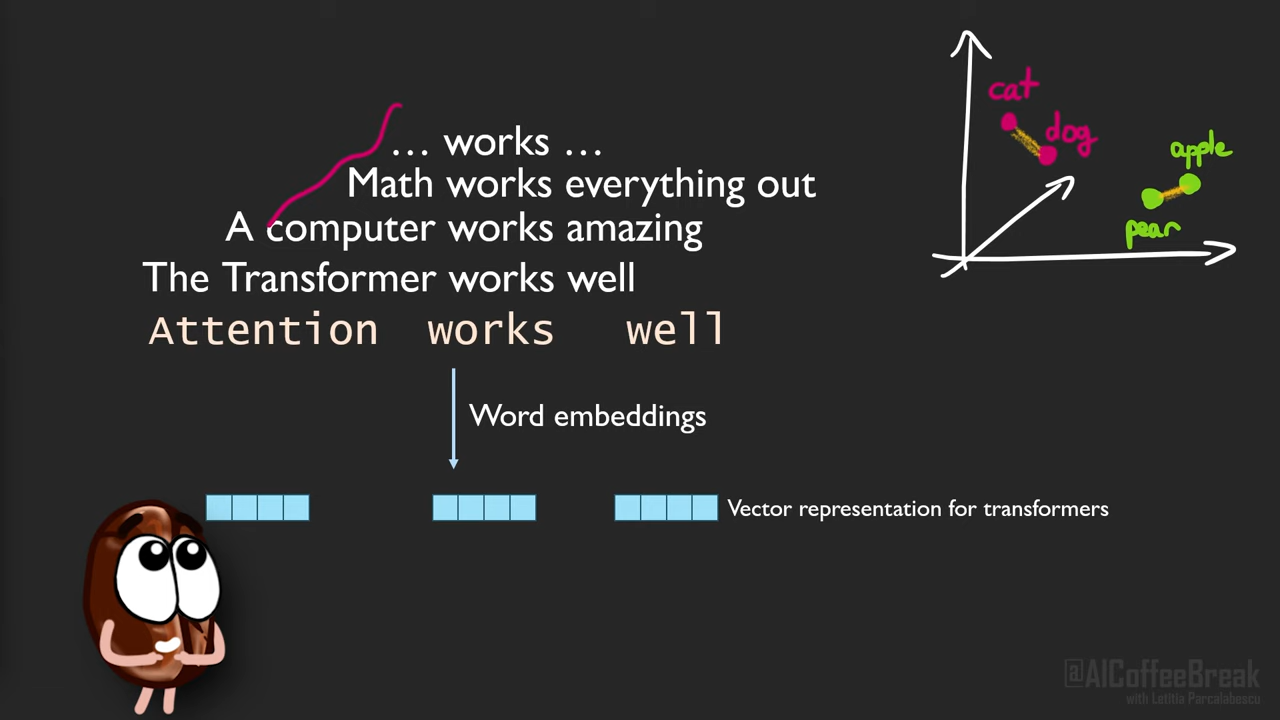 … works …
Math works everything out
A computer works amazing
The Transformer works well
Attention works well
Word embeddings
Vector representation for transformers
cat
dog
apple
pear
@AICoffeeBreak
with Letitia Parcalabescu